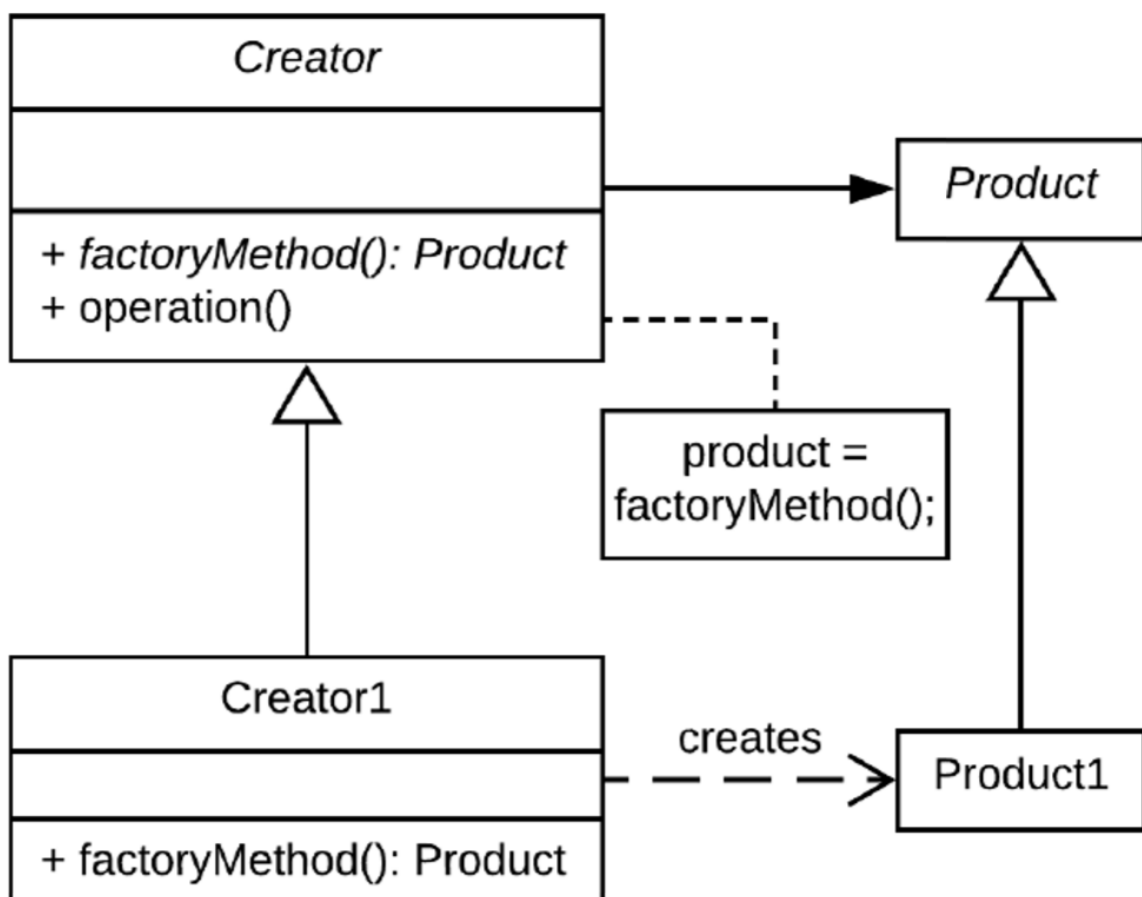 Creator
Product
+ factoryMethod(): Product
+ operation()
product =
factoryMethod();
Creator1
creates
Product1
+ factoryMethod(): Product